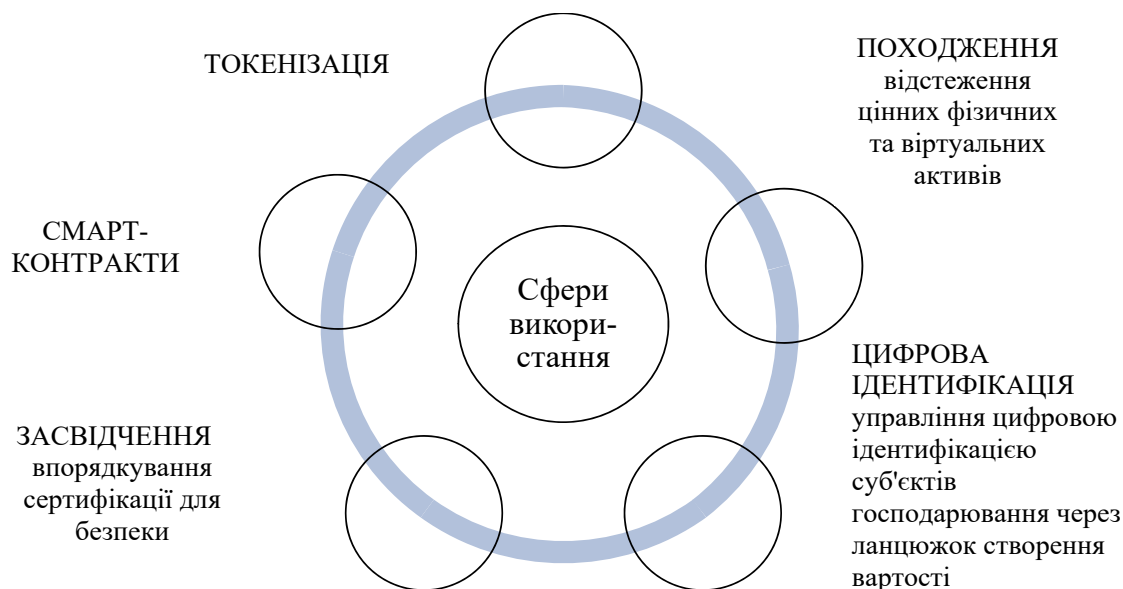 ТОКЕНІЗАЦІЯ
ПОХОДЖЕННЯ
відстеження
цінних фізичних
та віртуальних
активів
СМАРТ-
КОНТРАКТИ
Сфери
викори-
стання
ЦИФРОВА
ІДЕНТИФІКАЦІЯ
управління цифровою
ідентифікацією
суб'єктів
господарювання через
ланцюжок створення
вартості
ЗАСВІДЧЕННЯ
впорядкування
сертифікації для
безпеки